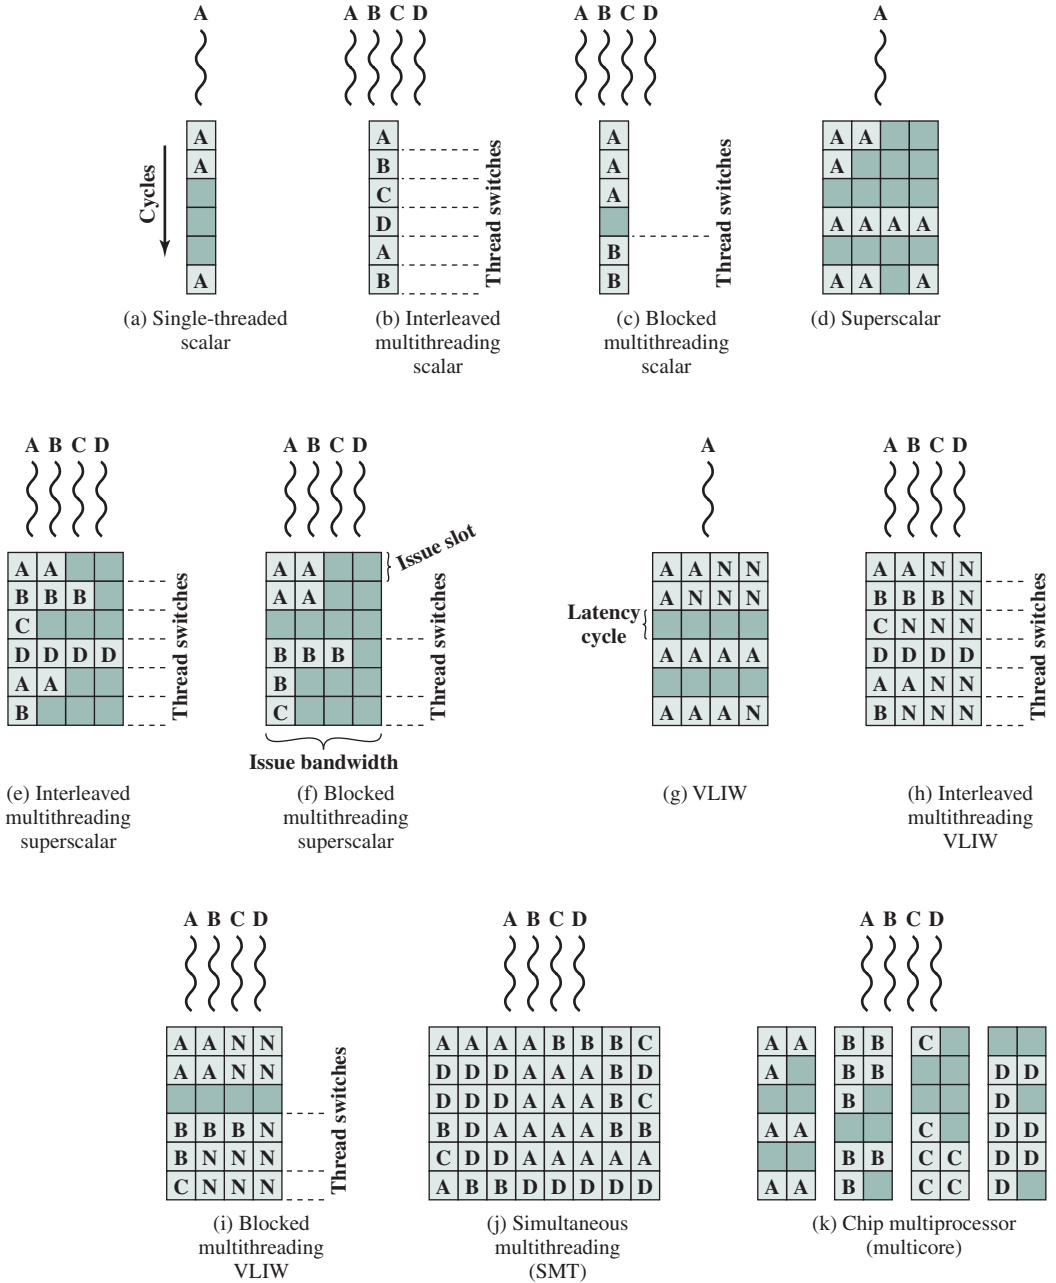 A
A B C D
A B C D
A
Cycles
A
A
A
A
B
C
D
A
B
Thread switches
A
A
A
B
B
Thread switches
A A
A
A A A A
A A A
(a) Single-threaded
scalar
(b) Interleaved
multithreading
scalar
(c) Blocked
multithreading
scalar
(d) Superscalar
A B C D
A B C D
A
A B C D
A A
B B B
C
D D D D
A A
B
Thread switches
A A
A A
B B B
B
C
Issue slot
Thread switches
Issue bandwidth
Latency
cycle
A A N N
A N N N
A A A A
A A A N
A A N N
B B B N
C N N N
D D D D
A A N N
B N N N
Thread switches
(e) Interleaved
multithreading
superscalar
(f) Blocked
multithreading
superscalar
(g) VLIW
(h) Interleaved
multithreading
VLIW
A B C D
A B C D
A B C D
A A N N
A A N N
B B B N
B N N N
C N N N
Thread switches
A A A A B B B C
D D D A A A B D
D D D A A A B C
B D A A A A B B
C D D A A A A A
A B B D D D D D
A A
A
A A
A A
B B
B B
B
B B
B
C
C
C C
C C
D D
D
D D
D D
D
(i) Blocked
multithreading
VLIW
(j) Simultaneous
multithreading
(SMT)
(k) Chip multiprocessor
(multicore)